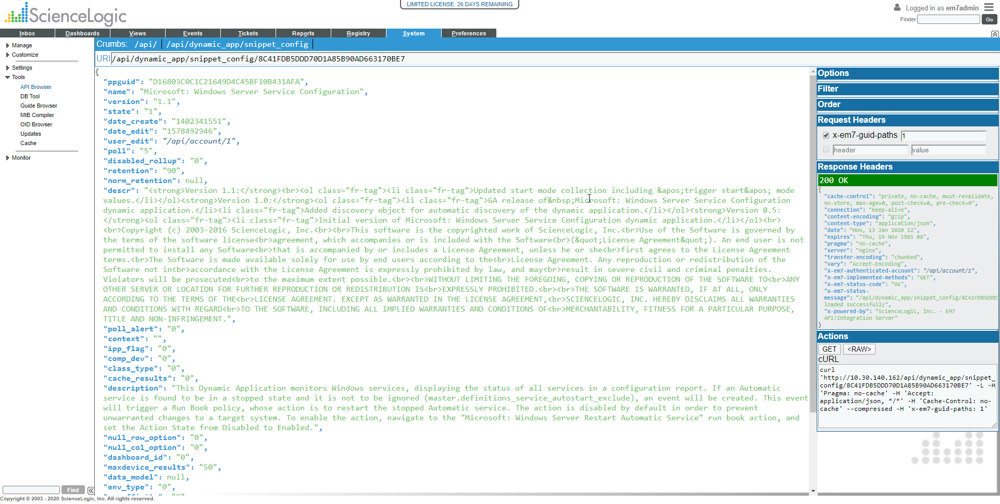 LIMITED LICENSE: 26 DAYS REMAINING
ScienceLogic
Logged in as em7admin
Finder
Go
Inbox
Dashboards
Views
Events
Tickets
Reports
Registry
System
Preferences
Manage
Customize
Settings
Tools
API Browser
DB Tool
Guide Browser
MIB Compiler
OID Browser
Updates
Cache
Monitor
Find
Crumbs: /api/ | /api/dynamic_app/snippet_config |
URI /api/dynamic_app/snippet_config/8C41FDB5DDD70D1A85B90AD663170BE7
{
"ppguid": "D16803C0C1C21649D4C45BF10B431AFA",
"name": "Microsoft: Windows Server Service Configuration",
"version": "1.1",
"state": "1",
"date_create": "1402341551",
"date_edit": "1578492946",
"user_edit": "/api/account/1",
"poll": "5",
"disabled_rollup": "0",
"retention": "90",
"norm_retention": null,
"descr": "<strong>Version 1.1:</strong><br><ol class="fr-tag"><li class="fr-tag">Updated start mode collection including &apos;trigger start&apos; mode
values.</li></ol><strong>Version 1.0:</strong><ol class="fr-tag"><li class="fr-tag">GA release of&nbsp;Microsoft: Windows Server Service Configuration
dynamic application.</li><li class="fr-tag">Added discovery object for automatic discovery of the dynamic application.</li></ol><strong>Version 0.5:
</strong><ol class="fr-tag"><li class="fr-tag">Initial version of Microsoft: Windows Server Service Configuration dynamic application.</li></ol><hr>
<br>Copyright (c) 2003-2016 ScienceLogic, Inc.<br><br>This software is the copyrighted work of ScienceLogic, Inc.<br>Use of the Software is governed by
the terms of the software license<br>agreement, which accompanies or is included with the Software<br>(&quot;License Agreement&quot;). An end user is not
permitted to install any Software<br>that is accompanied by or includes a License Agreement, unless he or she<br>first agrees to the License Agreement
terms.<br>The Software is made available solely for use by end users according to the<br>License Agreement. Any reproduction or redistribution of the
Software not in<br>accordance with the License Agreement is expressly prohibited by law, and may<br>result in severe civil and criminal penalties.
Violators will be prosecuted<br>to the maximum extent possible.<br><br>WITHOUT LIMITING THE FOREGOING, COPYING OR REPRODUCTION OF THE SOFTWARE TO<br>ANY
OTHER SERVER OR LOCATION FOR FURTHER REPRODUCTION OR REDISTRIBUTION IS<br>EXPRESSLY PROHIBITED.<br><br>THE SOFTWARE IS WARRANTED, IF AT ALL, ONLY
ACCORDING TO THE TERMS OF THE<br>LICENSE AGREEMENT. EXCEPT AS WARRANTED IN THE LICENSE AGREEMENT,<br>SCIENCELOGIC, INC. HEREBY DISCLAIMS ALL WARRANTIES
AND CONDITIONS WITH REGARD<br>TO THE SOFTWARE, INCLUDING ALL IMPLIED WARRANTIES AND CONDITIONS OF<br>MERCHANTABILITY, FITNESS FOR A PARTICULAR PURPOSE,
TITLE AND NON-INFRINGEMENT.",
"poll_alert": "0",
"context": "",
"ipp_flag": "0",
"comp_dev": "0",
"class_type": "0",
"cache_results": "0",
"description": "This Dynamic Application monitors Windows services, displaying the status of all services in a configuration report. If an Automatic
service is found to be in a stopped state and it is not to be ignored (master.definitions_service_autostart_exclude), an event will be created. This event
will trigger a Run Book policy, whose action is to restart the stopped Automatic service. The action is disabled by default in order to prevent
unwarranted changes to a target system. To enable the action, navigate to the "Microsoft: Windows Server Restart Automatic Service" run book action, and
set the Action State from Disabled to Enabled.",
"null_row_option": "0",
"null_col_option": "0",
"dashboard_id": "0",
"maxdevice_results": "50",
"data_model": null,
"env_type": "0",
Options
Filter
Order
Request Headers
x-em7-guid-paths 1
header value
Response Headers
200 OK
{
"cache-control": "private, no-cache, must-revalidate,
no-store, max-age=0, post-check=0, pre-check=0",
"connection": "keep-alive",
"content-encoding": "gzip",
"content-type": "application/json",
"date": "Mon, 13 Jan 2020 12",
"expires": "Thu, 19 Nov 1981 08",
"pragma": "no-cache",
"server": "nginx",
"transfer-encoding": "chunked",
"vary": "Accept-Encoding",
"x-em7-authenticated-account": "/api/account/1",
"x-em7-implemented-methods": "GET",
"x-em7-status-code": "OK",
"x-em7-status-
message": "/api/dynamic_app/snippet_config/8C41FDB5DDD
loaded successfully",
"x-powered-by": "ScienceLogic, Inc. - EM7
API/Integration Server"
}
Actions
GET <RAW>
cURL
curl
'http://10.30.140.162/api/dynamic_app/snippet_
config/8C41FDB5DDD70D1A85B90AD663170BE7' -L -H
'Pragma: no-cache' -H 'Accept:
application/json, */*' -H 'Cache-Control: no-
cache' --compressed -H 'x-em7-guid-paths: 1'
Copyright © 2003 - 2020 ScienceLogic, Inc. All rights reserved.